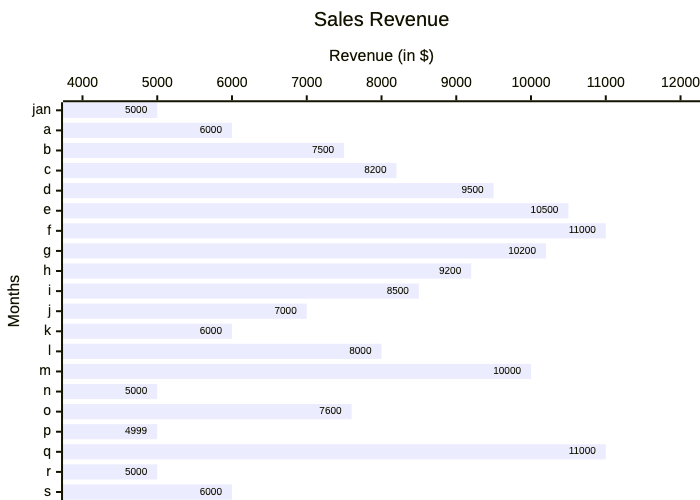 Sales Revenue
Revenue (in $)
4000 5000 6000 7000 8000 9000 10000 11000 12000
Months
jan 5000
a 6000
b 7500
c 8200
d 9500
e 10500
f 11000
g 10200
h 9200
i 8500
j 7000
k 6000
l 8000
m 10000
n 5000
o 7600
p 4999
q 11000
r 5000
s 6000